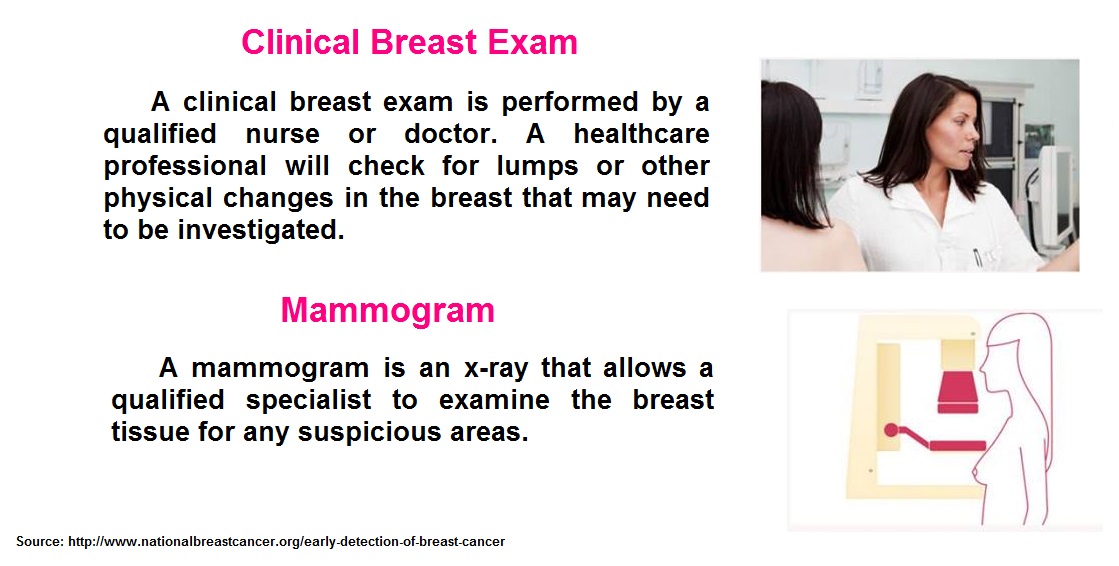 Clinical Breast Exam
A clinical breast exam is performed by a
qualified nurse or doctor. A healthcare
professional will check for lumps or other
physical changes in the breast that may need
to be investigated.
Mammogram
A mammogram is an x-ray that allows a
qualified specialist to examine the breast
tissue for any suspicious areas.
Source: http://www.nationalbreastcancer.org/early-detection-of-breast-cancer